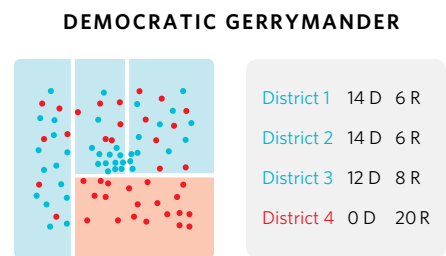 DEMOCRATIC GERRYMANDER
District 1 14 D 6 R
District 2 14 D 6 R
District 3 12 D 8 R
District 4 0 D 20 R